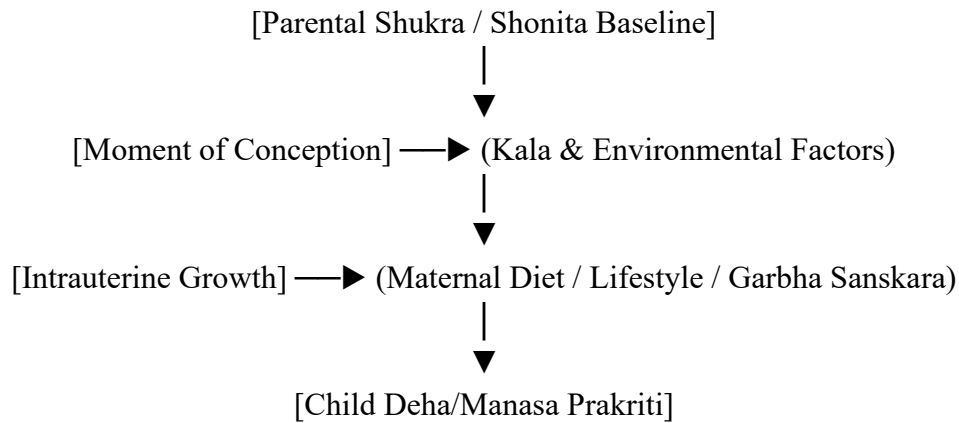 [Parental Shukra / Shonita Baseline]
[Moment of Conception] (Kala & Environmental Factors)
[Intrauterine Growth] (Maternal Diet / Lifestyle / Garbha Sanskara)
[Child Deha/Manasa Prakriti]